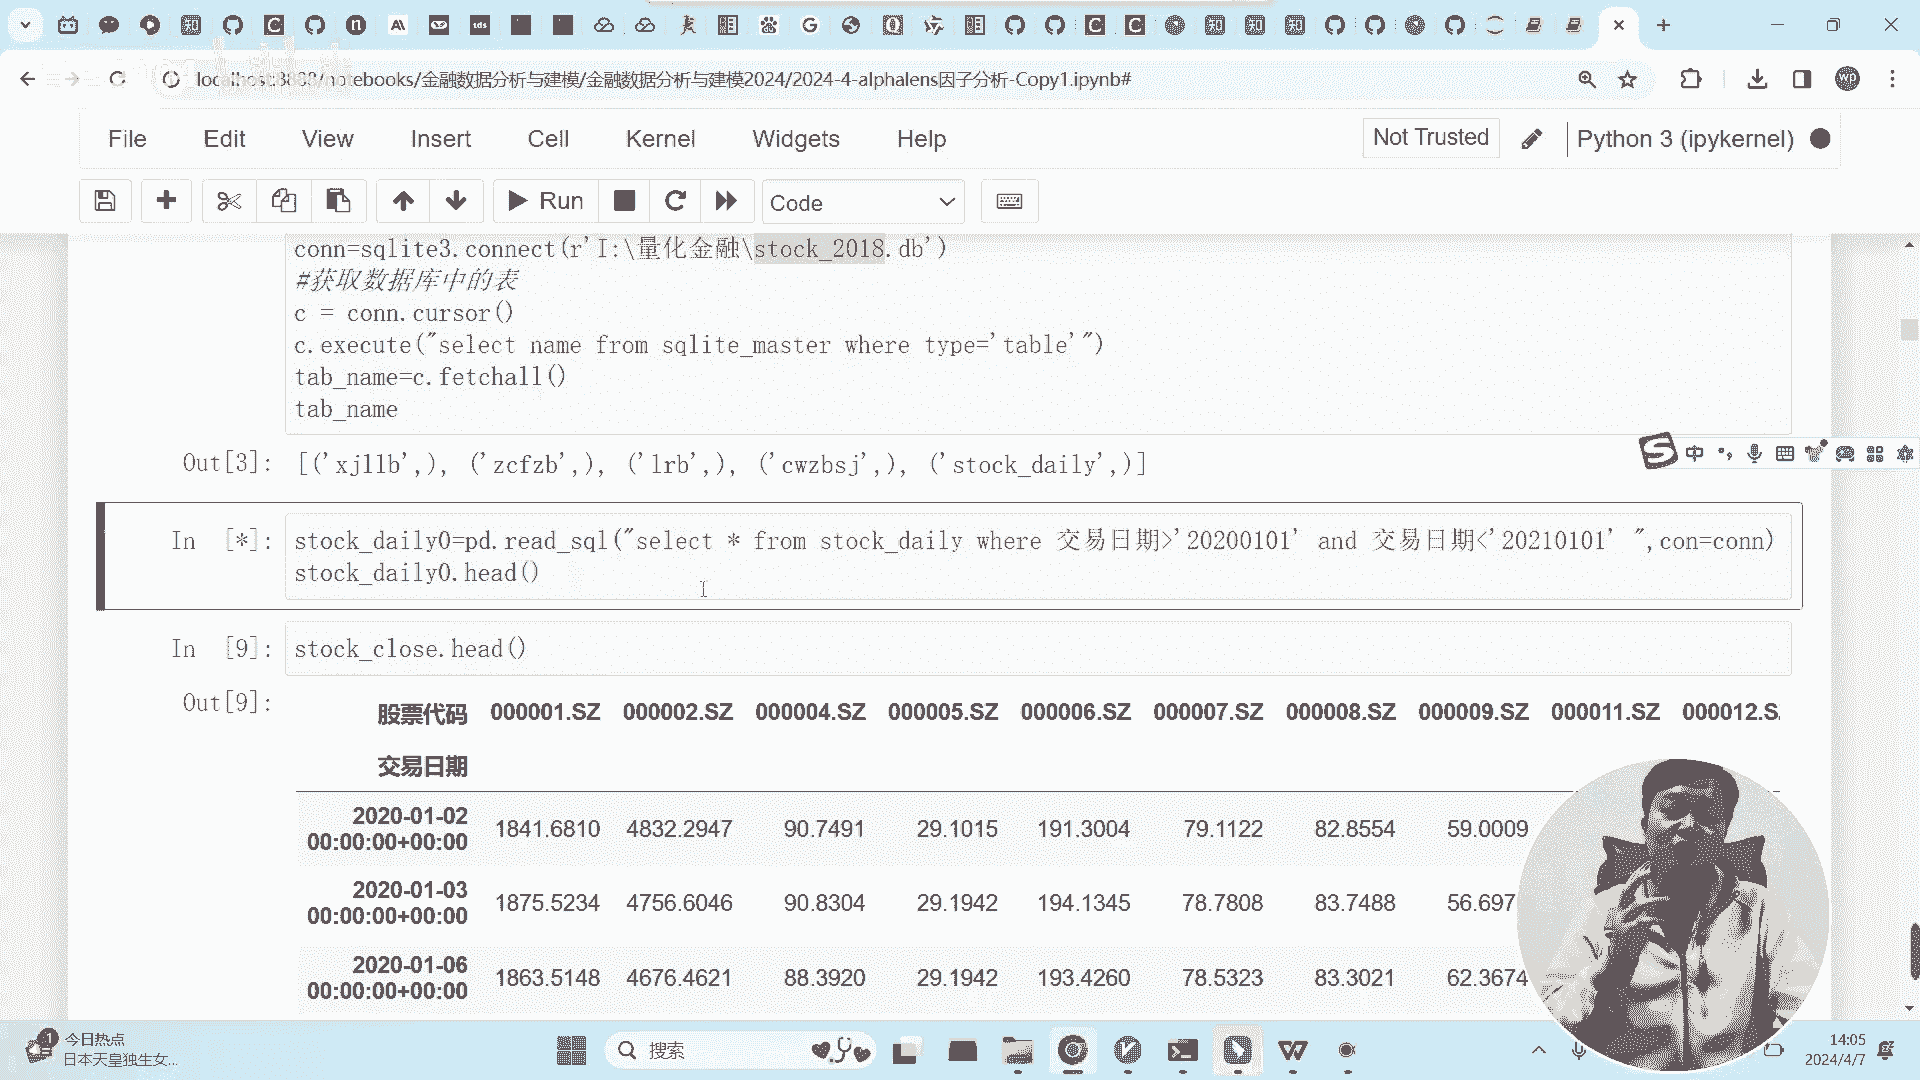 localhost:8888/notebooks/金融数据分析与建模/金融数据分析与建模2024/2024-4-alphalens因子分析-Copy1.ipynb#
File Edit View Insert Cell Kernel Widgets Help
Not Trusted
Python 3 (ipykernel)
Run
Code
conn=sqlite3.connect(r'I:\量化金融\stock_2018.db')
#获取数据库中的表
c = conn.cursor()
c.execute("select name from sqlite_master where type='table'")
tab_name=c.fetchall()
tab_name
Out[3]: [('xjllb',), ('zcfzb',), ('lrb',), ('cwzbsj',), ('stock_daily',)]
In [*]: stock_daily0=pd.read_sql("select * from stock_daily where 交易日期>'20200101' and 交易日期<'20210101' ",con=conn)
stock_daily0.head()
In [9]: stock_close.head()
Out[9]:
股票代码 000001.SZ 000002.SZ 000004.SZ 000005.SZ 000006.SZ 000007.SZ 000008.SZ 000009.SZ 000011.SZ 000012.S
交易日期
2020-01-02 00:00:00+00:00 1841.6810 4832.2947 90.7491 29.1015 191.3004 79.1122 82.8554 59.0009
2020-01-03 00:00:00+00:00 1875.5234 4756.6046 90.8304 29.1942 194.1345 78.7808 83.7488 56.697
2020-01-06 00:00:00+00:00 1863.5148 4676.4621 88.3920 29.1942 193.4260 78.5323 83.3021 62.3674
中
今日热点
日本天皇独生女...
搜索
14:05
2024/4/7